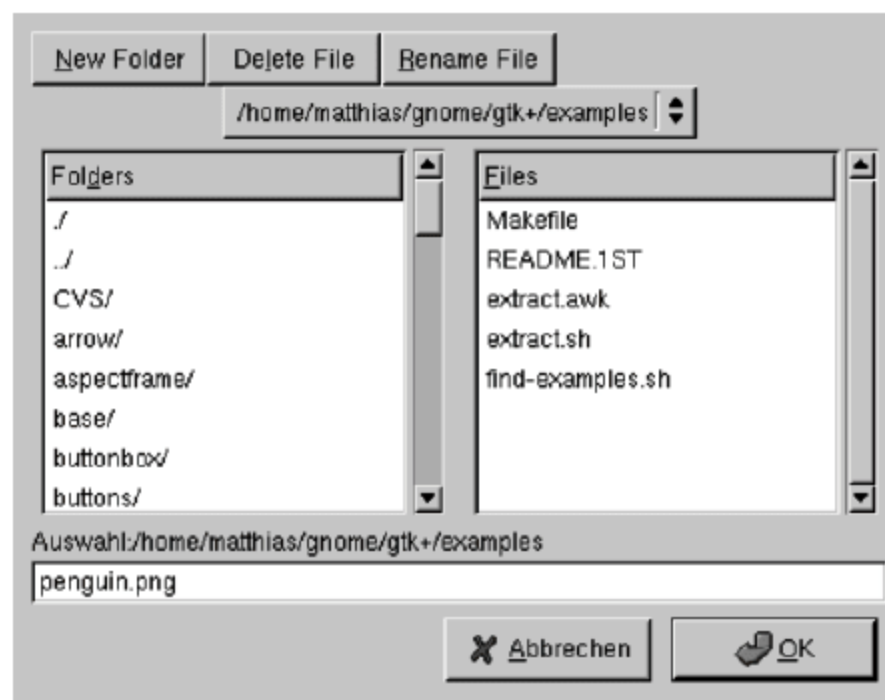 New Folder Delete File Rename File
/home/matthias/gnome/gtk+/examples
Folders
./
../
CVS/
arrow/
aspectframe/
base/
buttonbox/
buttons/
Files
Makefile
README.1ST
extract.awk
extract.sh
find-examples.sh
Auswahl:/home/matthias/gnome/gtk+/examples
penguin.png
Abbrechen OK